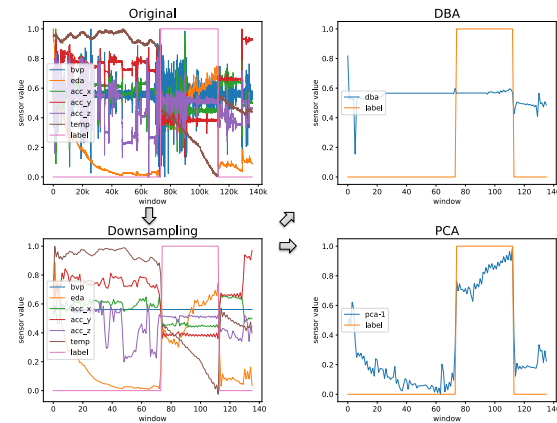 Original
1.0
0.8
0.6
0.4
0.2
0.0
sensor value
bvp
eda
acc_x
acc_y
acc_z
temp
label
0
20k
40k
60k
80k
100k
120k
140k
window
DBA
1.0
0.8
0.6
0.4
0.2
0.0
sensor value
dba
label
0
20
40
60
80
100
120
140
window
Downsampling
1.0
0.8
0.6
0.4
0.2
0.0
sensor value
bvp
eda
acc_x
acc_y
acc_z
temp
label
0
20
40
60
80
100
120
140
window
PCA
1.0
0.8
0.6
0.4
0.2
0.0
sensor value
pca-1
label
0
20
40
60
80
100
120
140
window